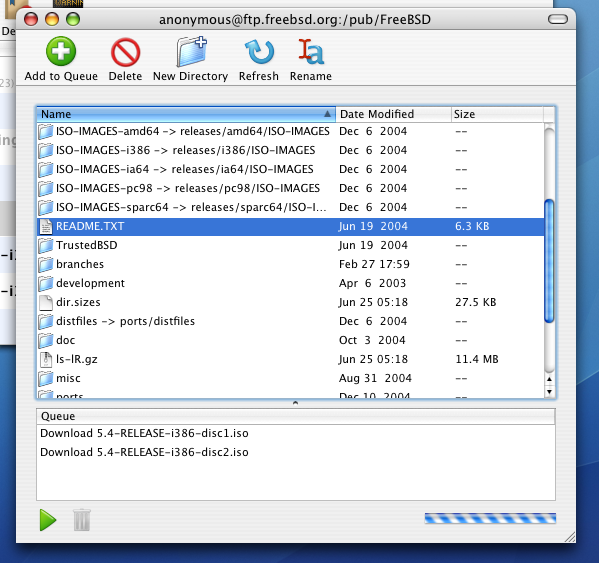 WARNING
anonymous@ftp.freebsd.org:/pub/FreeBSD
De
Add to Queue Delete New Directory Refresh Rename
23)
ing
-i
-i
Name Date Modified Size
ISO-IMAGES-amd64 -> releases/amd64/ISO-IMAGES Dec 6 2004 --
ISO-IMAGES-i386 -> releases/i386/ISO-IMAGES Dec 6 2004 --
ISO-IMAGES-ia64 -> releases/ia64/ISO-IMAGES Dec 6 2004 --
ISO-IMAGES-pc98 -> releases/pc98/ISO-IMAGES Dec 6 2004 --
ISO-IMAGES-sparc64 -> releases/sparc64/ISO-I... Dec 6 2004 --
README.TXT Jun 19 2004 6.3 KB
TrustedBSD Jun 19 2004 --
branches Feb 27 17:59 --
development Apr 6 2003 --
dir.sizes Jun 25 05:18 27.5 KB
distfiles -> ports/distfiles Dec 6 2004 --
doc Oct 3 2004 --
ls-lR.gz Jun 25 05:18 11.4 MB
misc Aug 31 2004 --
ports Dec 10 2004 --
Queue
Download 5.4-RELEASE-i386-disc1.iso
Download 5.4-RELEASE-i386-disc2.iso